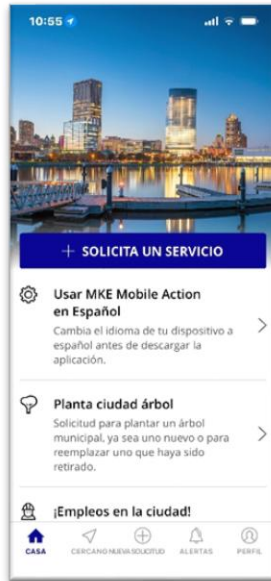 10:55
+ SOLICITA UN SERVICIO
Usar MKE Mobile Action
en Español
Cambia el idioma de tu dispositivo a
español antes de descargar la
aplicación.
Planta ciudad árbol
Solicitud para plantar un árbol
municipal, ya sea uno nuevo o para
reemplazar uno que haya sido
retirado.
¡Empleos en la ciudad!
CASA CERCANO NUEVA SOLICITUD ALERTAS PERFIL